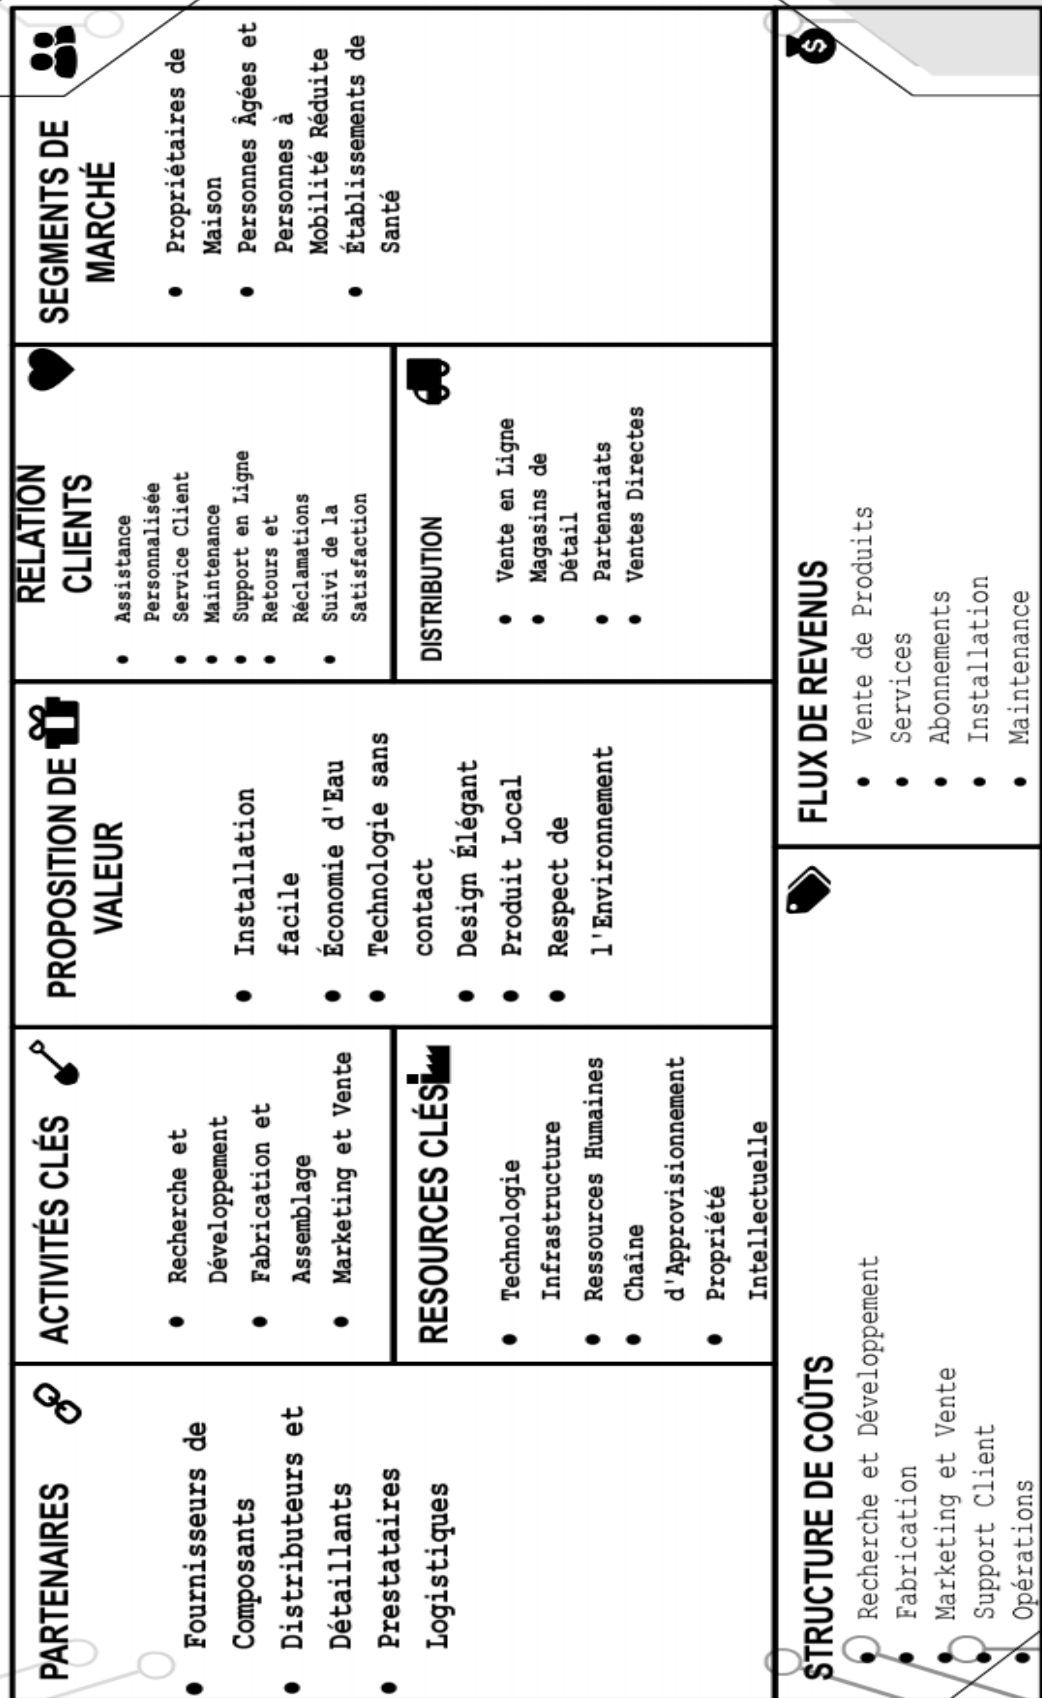 PARTENAIRES
Fournisseurs de
Composants
Distributeurs et
Détaillants
Prestataires
Logistiques
ACTIVITÉS CLÉS
Recherche et
Développement
Fabrication et
Assemblage
Marketing et Vente
RESOURCES CLÉS
Technologie
Infrastructure
Ressources Humaines
Chaîne
d'Approvisionnement
Propriété
Intellectuelle
PROPOSITION DE
VALEUR
Installation
facile
Économie d'Eau
Technologie sans
contact
Design Élégant
Produit Local
Respect de
l'Environnement
RELATION
CLIENTS
Assistance
Personnalisée
Service Client
Maintenance
Support en Ligne
Retours et
Réclamations
Suivi de la
Satisfaction
DISTRIBUTION
Vente en Ligne
Magasins de
Détail
Partenariats
Ventes Directes
SEGMENTS DE
MARCHÉ
Propriétaires de
Maison
Personnes Âgées et
Personnes à
Mobilité Réduite
Établissements de
Santé
STRUCTURE DE COÛTS
Recherche et Développement
Fabrication
Marketing et Vente
Support Client
Opérations
FLUX DE REVENUS
Vente de Produits
Services
Abonnements
Installation
Maintenance
$